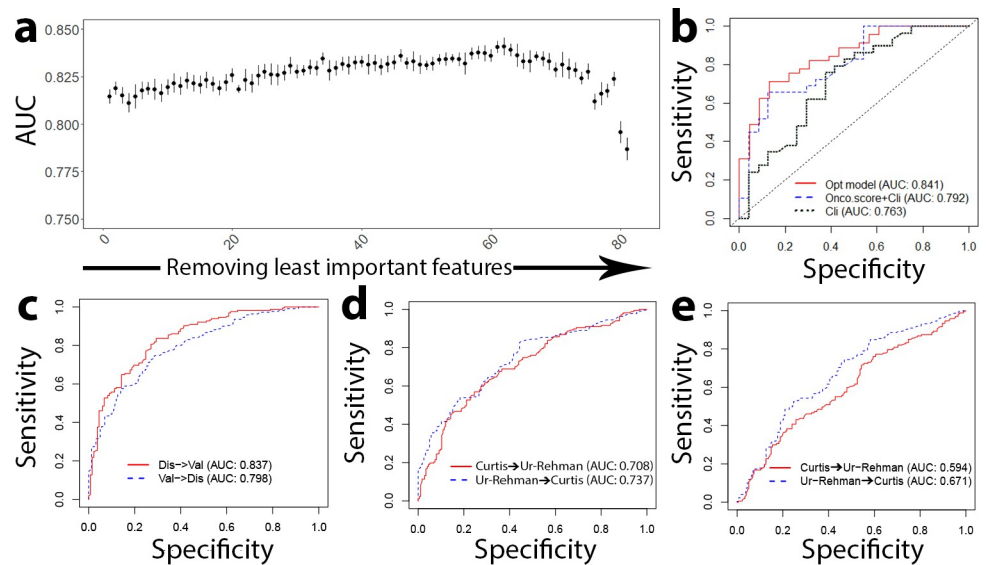 a
AUC
0.850
0.825
0.800
0.775
0.750
0
20
40
60
80
Removing least important features
b
Sensitivity
1.0
0.8
0.6
0.4
0.2
0.0
Opt model (AUC: 0.841)
Onco.score+Cli (AUC: 0.792)
Cli (AUC: 0.763)
0.0 0.2 0.4 0.6 0.8 1.0
Specificity
c
Sensitivity
1.0
0.8
0.6
0.4
0.2
0.0
Dis->Val (AUC: 0.837)
Val->Dis (AUC: 0.798)
0.0 0.2 0.4 0.6 0.8 1.0
Specificity
d
Sensitivity
1.0
0.8
0.6
0.4
0.2
0.0
Curtis➔Ur-Rehman (AUC: 0.708)
Ur-Rehman➔Curtis (AUC: 0.737)
0.0 0.2 0.4 0.6 0.8 1.0
Specificity
e
Sensitivity
1.0
0.8
0.6
0.4
0.2
0.0
Curtis➔Ur-Rehman (AUC: 0.594)
Ur-Rehman➔Curtis (AUC: 0.671)
0.0 0.2 0.4 0.6 0.8 1.0
Specificity